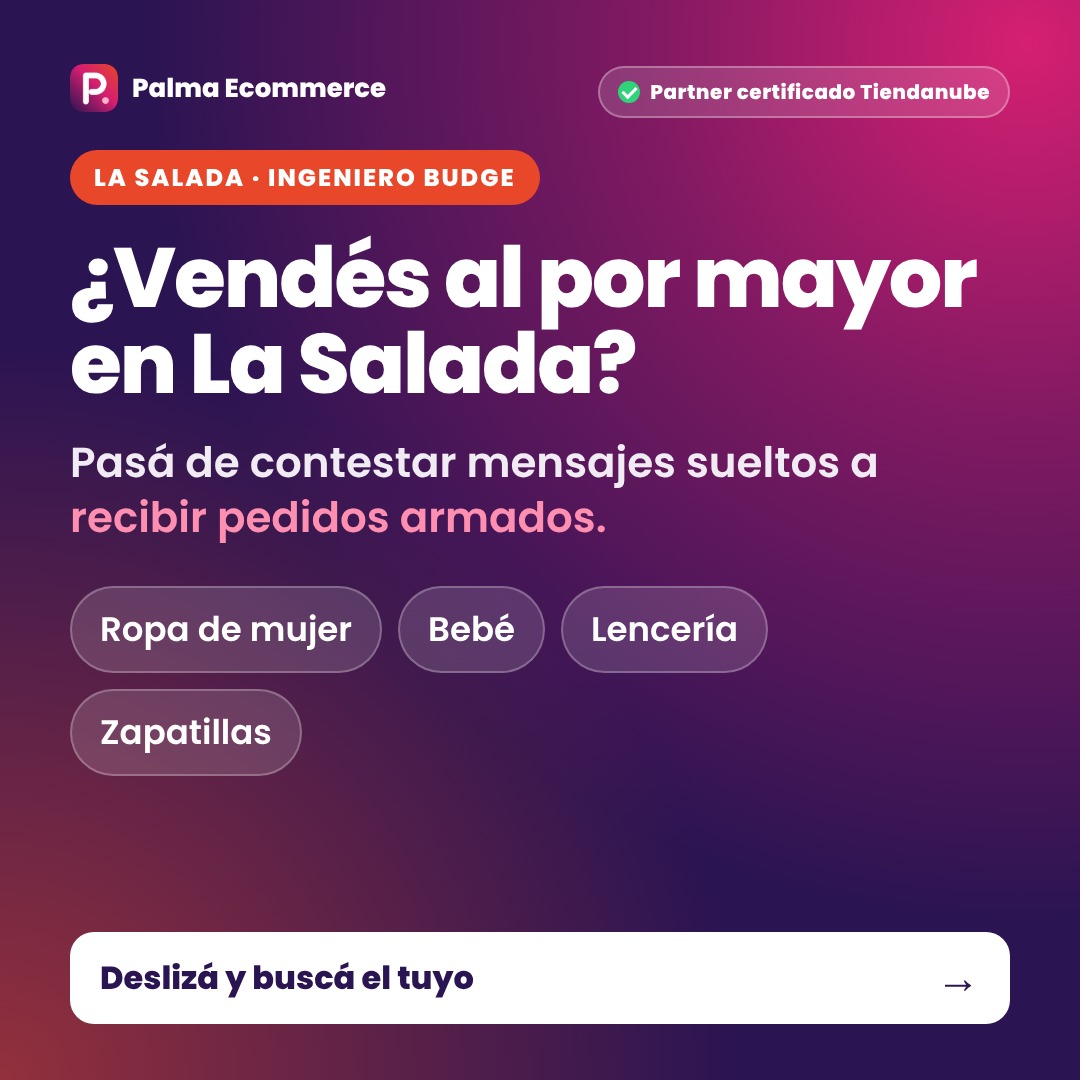 P. Palma Ecommerce
Partner certificado Tiendanube
LA SALADA · INGENIERO BUDGE
¿Vendés al por mayor
en La Salada?
Pasá de contestar mensajes sueltos a
recibir pedidos armados.
Ropa de mujer
Bebé
Lencería
Zapatillas
Deslizá y buscá el tuyo →